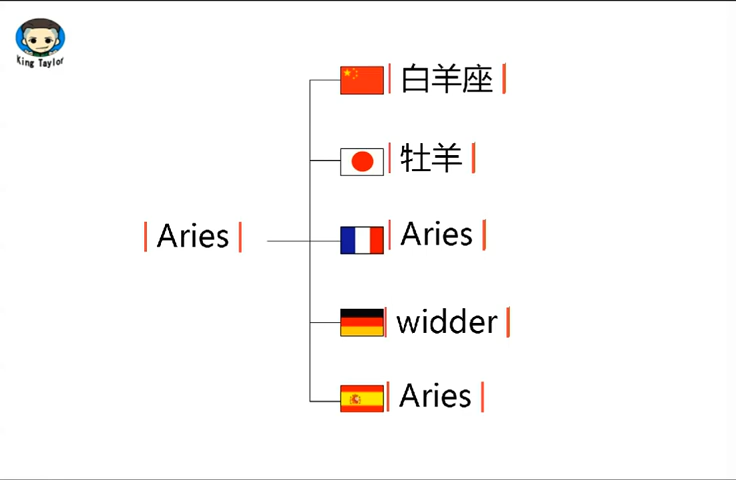 King Taylor
白羊座
牡羊
Aries
Aries
widder
Aries